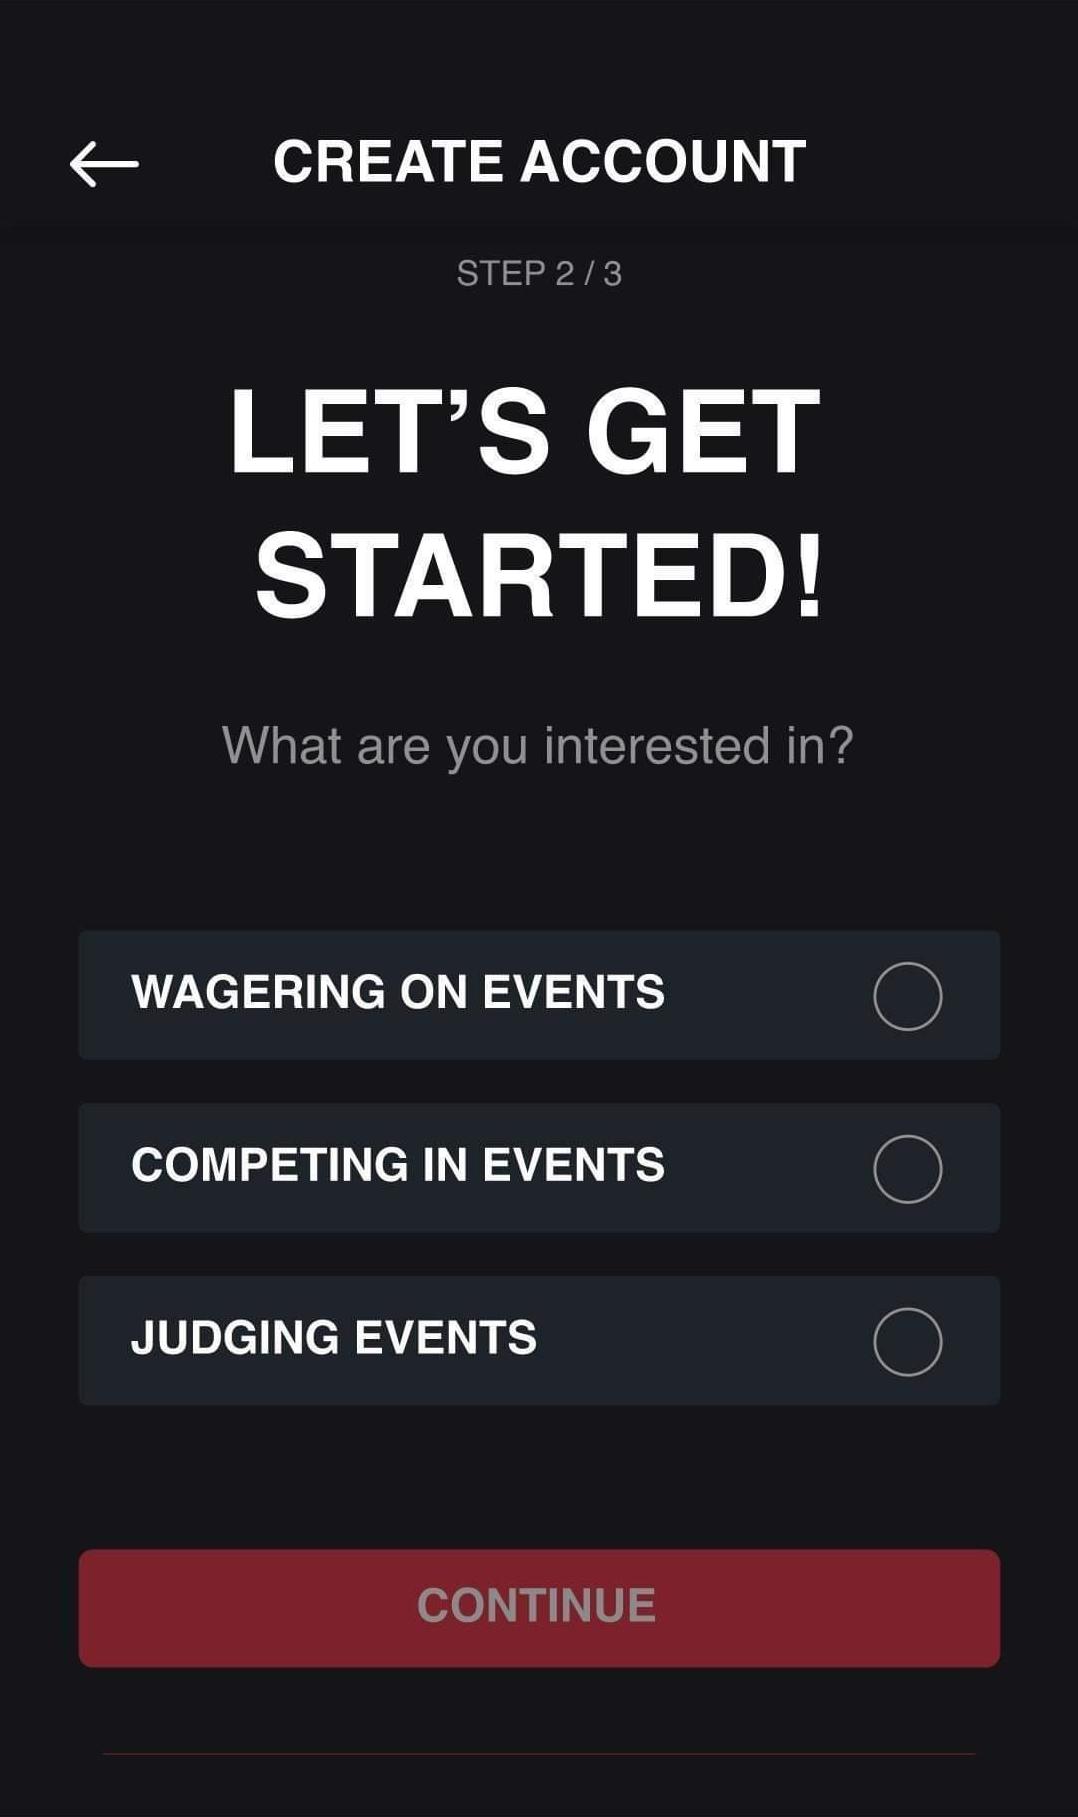 CREATE ACCOUNT
STEP 2 / 3
LET’S GET
STARTED!
What are you interested in?
WAGERING ON EVENTS
COMPETING IN EVENTS
JUDGING EVENTS
CONTINUE